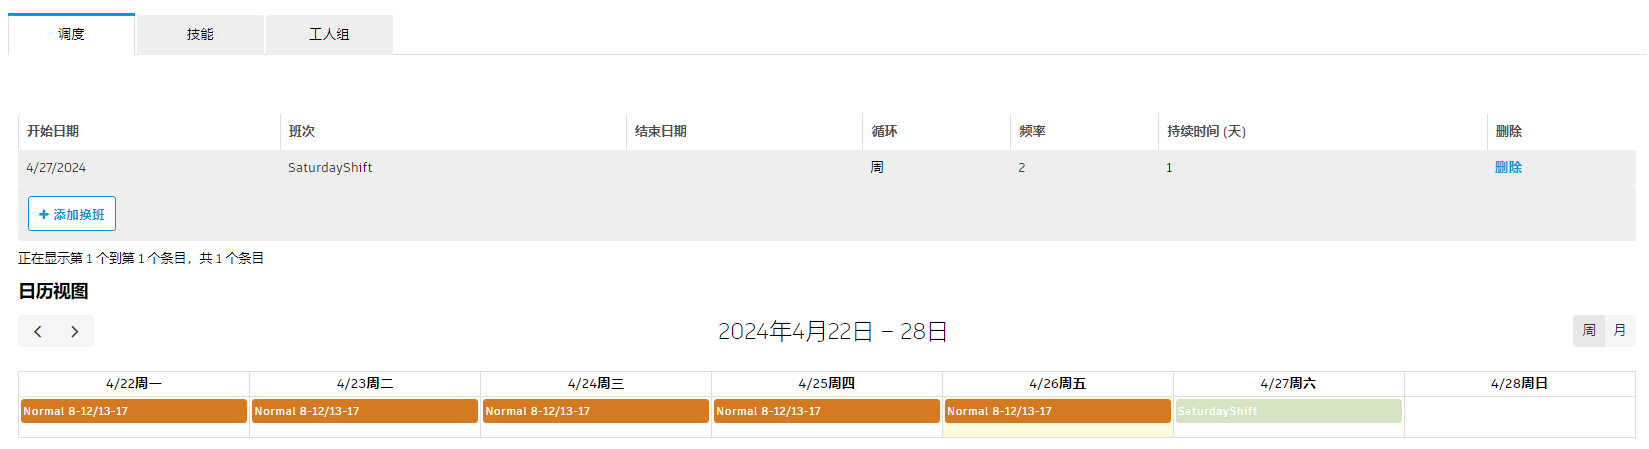 调度 技能 工人组
开始日期 班次 结束日期 循环 频率 持续时间 (天) 删除
4/27/2024 SaturdayShift 周 2 1 删除
+ 添加换班
正在显示第 1 个到第 1 个条目，共 1 个条目
日历视图
2024年4月22日 – 28日 周 月
4/22周一 4/23周二 4/24周三 4/25周四 4/26周五 4/27周六 4/28周日
Normal 8-12/13-17 Normal 8-12/13-17 Normal 8-12/13-17 Normal 8-12/13-17 Normal 8-12/13-17 SaturdayShift